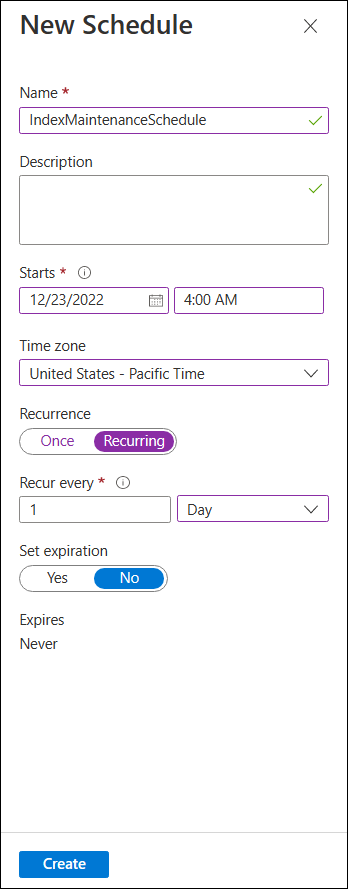 New Schedule
Name *
IndexMaintenanceSchedule
Description
Starts *
12/23/2022 4:00 AM
Time zone
United States - Pacific Time
Recurrence
Once Recurring
Recur every *
1 Day
Set expiration
Yes No
Expires
Never
Create